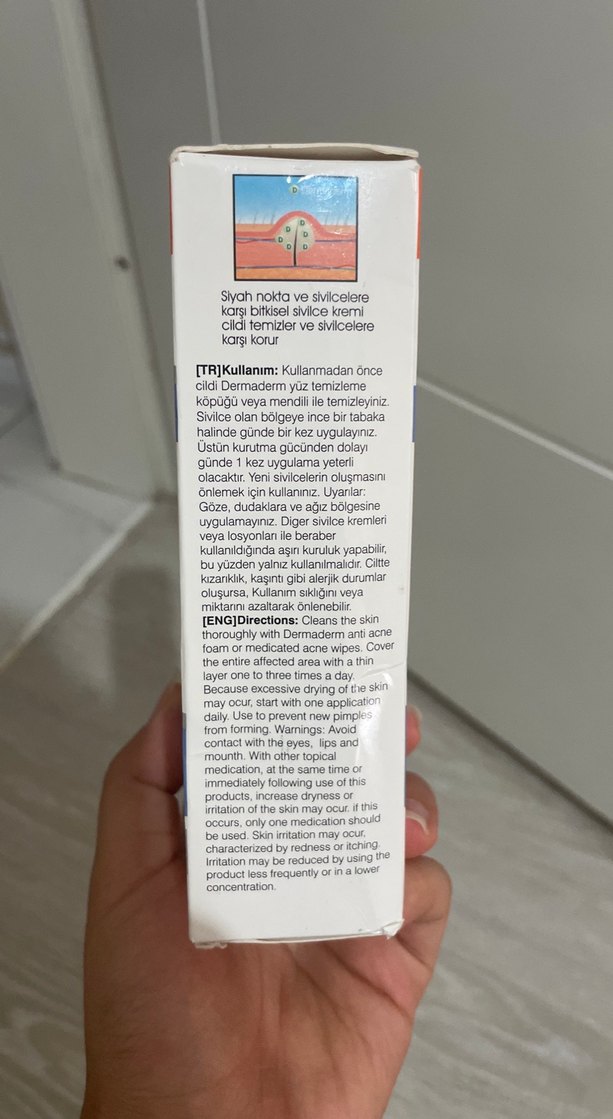 Siyah nokta ve sivilcelere
karşı bitkisel sivilce kremi
cildi temizler ve sivilcelere
karşı korur
[TR]Kullanım: Kullanmadan önce
cildi Dermaderm yüz temizleme
köpüğü veya mendili ile temizleyiniz.
Sivilce olan bölgeye ince bir tabaka
halinde günde bir kez uygulayınız.
Üstün kurutma gücünden dolayı
günde 1 kez uygulama yeterli
olacaktır. Yeni sivilcelerin oluşmasını
önlemek için kullanınız. Uyarılar:
Göze, dudaklara ve ağız bölgesine
uygulamayınız. Diger sivilce kremleri
veya losyonları ile beraber
kullanıldığında aşırı kuruluk yapabilir,
bu yüzden yalnız kullanılmalıdır. Ciltte
kızarıklık, kaşıntı gibi alerjik durumlar
oluşursa, Kullanım sıklığını veya
miktarını azaltarak önlenebilir.
[ENG]Directions: Cleans the skin
thoroughly with Dermaderm anti acne
foam or medicated acne wipes. Cover
the entire affected area with a thin
layer one to three times a day.
Because excessive drying of the skin
may ocur, start with one application
daily. Use to prevent new pimples
from forming. Warnings: Avoid
contact with the eyes, lips and
mounth. With other topical
medication, at the same time or
immediately following use of this
products, increase dryness or
irritation of the skin may ocur. if this
occurs, only one medication should
be used. Skin irritation may ocur,
characterized by redness or itching.
Irritation may be reduced by using the
product less frequently or in a lower
concentration.